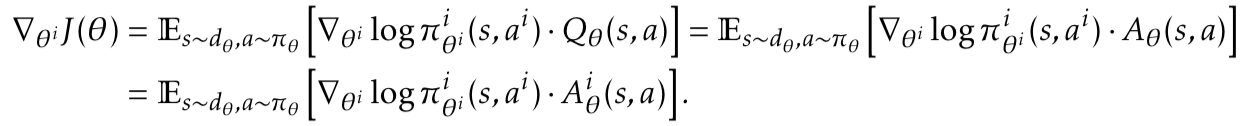 ∇_{θ^i} J(θ) = 𝔼_{s∼d_θ,a∼π_θ} [∇_{θ^i} log π^i_{θ^i}(s, a^i) · Q_θ(s, a)] = 𝔼_{s∼d_θ,a∼π_θ} [∇_{θ^i} log π^i_{θ^i}(s, a^i) · A_θ(s, a)]
= 𝔼_{s∼d_θ,a∼π_θ} [∇_{θ^i} log π^i_{θ^i}(s, a^i) · A^i_θ(s, a)].